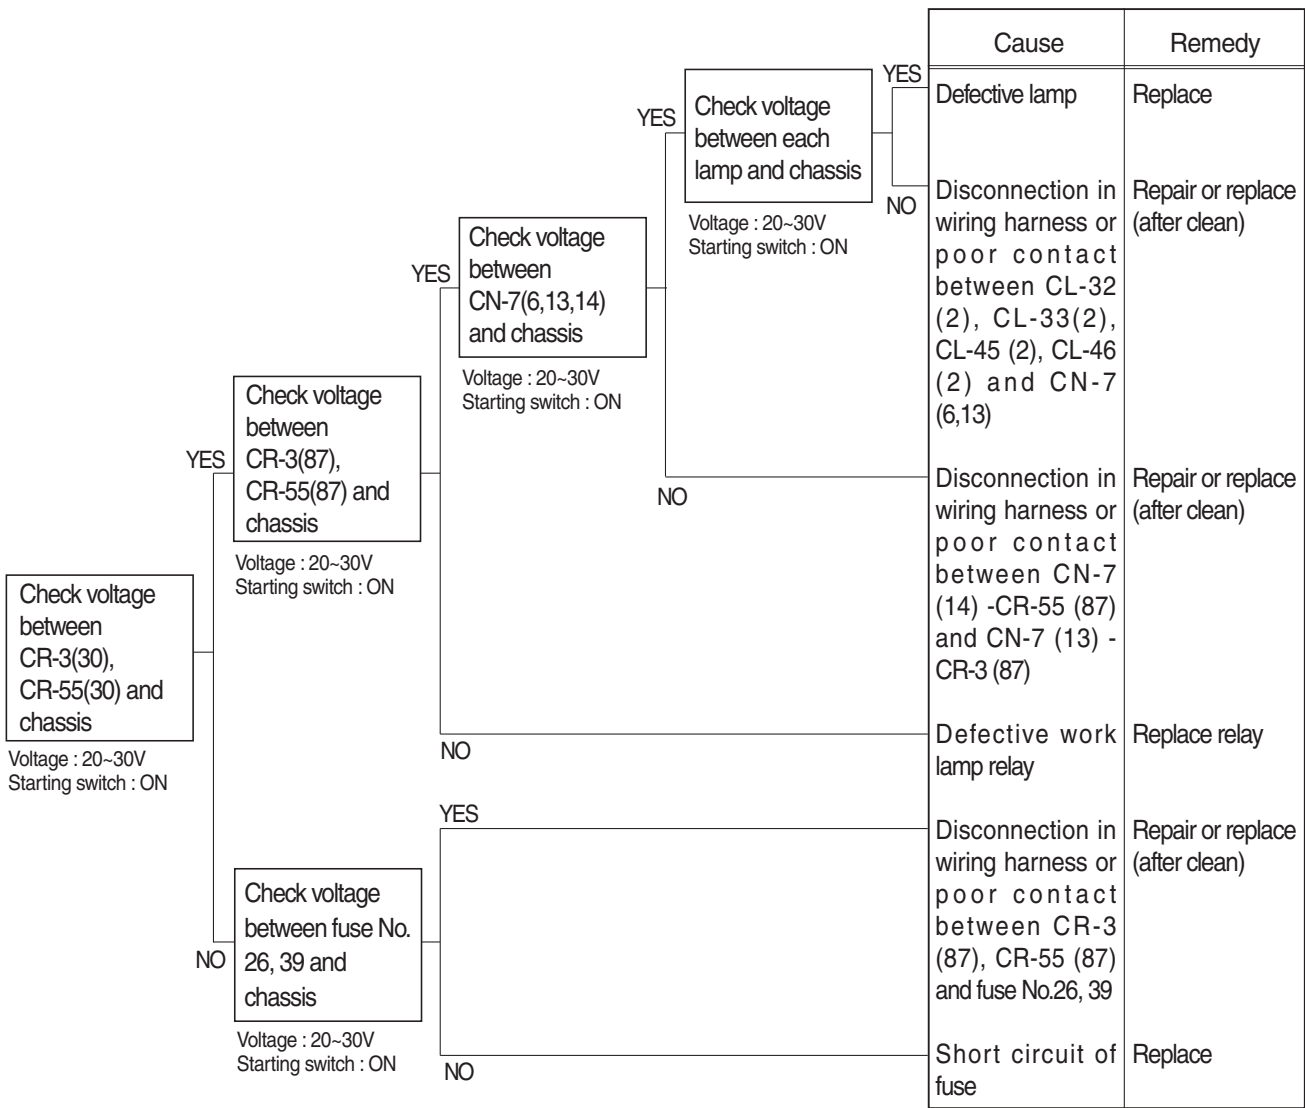 Cause
Remedy
YES
Defective lamp
Replace
YES
Check voltage
between each
lamp and chassis
NO
Voltage : 20~30V
Starting switch : ON
Disconnection in
wiring harness or
poor contact
between CL-32
(2), CL-33(2),
CL-45 (2), CL-46
(2) and CN-7
(6,13)
Repair or replace
(after clean)
YES
Check voltage
between
CN-7(6,13,14)
and chassis
Voltage : 20~30V
Starting switch : ON
NO
Disconnection in
wiring harness or
poor contact
between CN-7
(14) -CR-55 (87)
and CN-7 (13) -
CR-3 (87)
Repair or replace
(after clean)
YES
Check voltage
between
CR-3(87),
CR-55(87) and
chassis
Voltage : 20~30V
Starting switch : ON
NO
Defective work
lamp relay
Replace relay
Check voltage
between
CR-3(30),
CR-55(30) and
chassis
Voltage : 20~30V
Starting switch : ON
YES
Disconnection in
wiring harness or
poor contact
between CR-3
(87), CR-55 (87)
and fuse No.26, 39
Repair or replace
(after clean)
NO
Check voltage
between fuse No.
26, 39 and
chassis
Voltage : 20~30V
Starting switch : ON
NO
Short circuit of
fuse
Replace